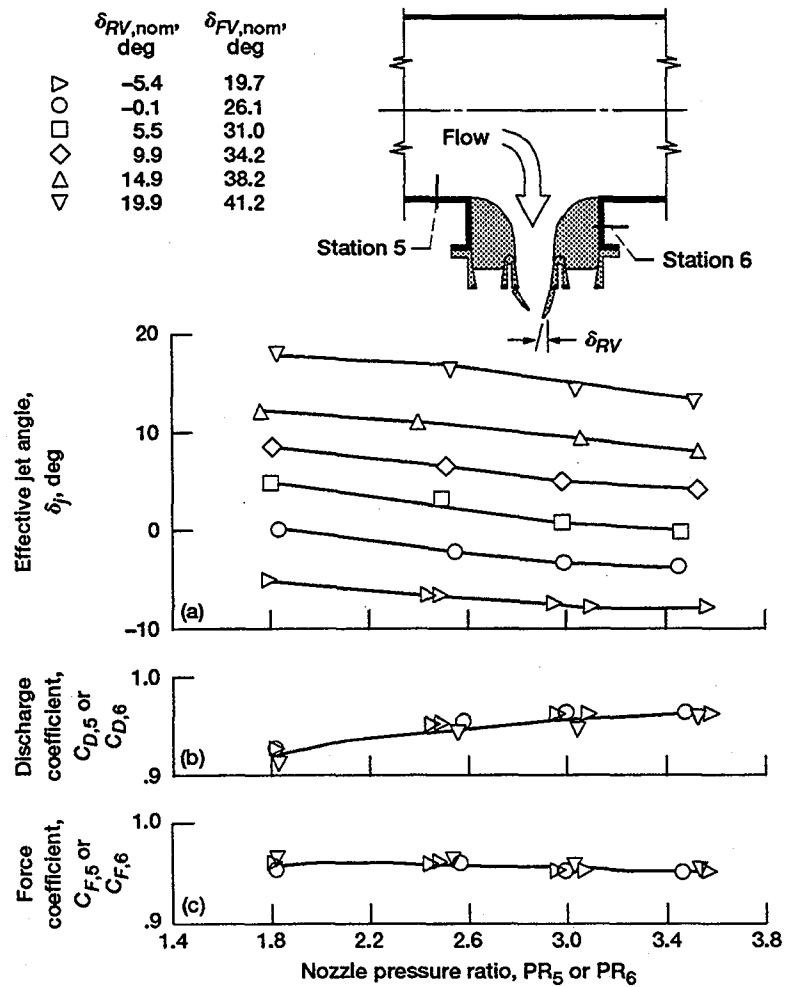 δRV,nom, deg δFV,nom, deg
▷ –5.4 19.7
○ –0.1 26.1
□ 5.5 31.0
◇ 9.9 34.2
△ 14.9 38.2
▽ 19.9 41.2
Flow
Station 5
Station 6
δRV
Effective jet angle, δj, deg
20
10
0
–10
(a)
Discharge coefficient, CD,5 or CD,6
1.0
.9
(b)
Force coefficient, CF,5 or CF,6
1.0
.9
(c)
1.4 1.8 2.2 2.6 3.0 3.4 3.8
Nozzle pressure ratio, PR5 or PR6